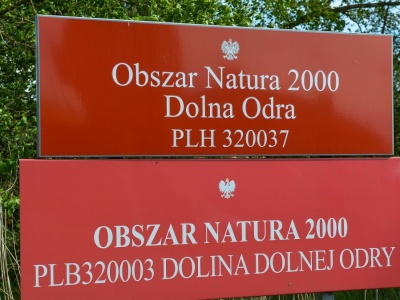 Obszar Natura 2000
Dolna Odra
PLH 320037
OBSZAR NATURA 2000
PLB320003 DOLINA DOLNEJ ODRY